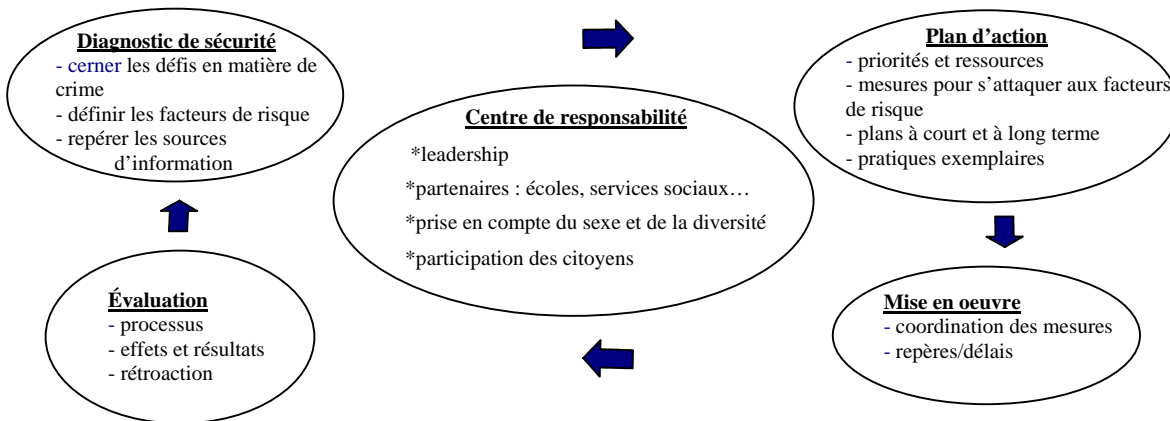 Diagnostic de sécurité
- cerner les défis en matière de
crime
- définir les facteurs de risque
- repérer les sources
d’information
Centre de responsabilité
*leadership
*partenaires : écoles, services sociaux…
*prise en compte du sexe et de la diversité
*participation des citoyens
Plan d’action
- priorités et ressources
- mesures pour s’attaquer aux facteurs
de risque
- plans à court et à long terme
- pratiques exemplaires
Évaluation
- processus
- effets et résultats
- rétroaction
Mise en oeuvre
- coordination des mesures
- repères/délais